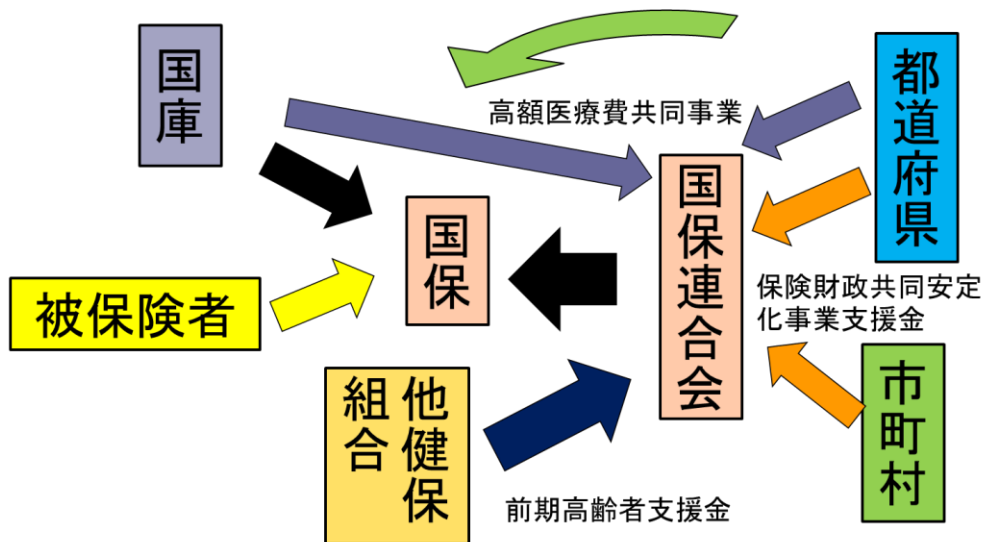 国庫
都道府県
高額医療費共同事業
国保連合会
国保
被保険者
保険財政共同安定
化事業支援金
他健保
組合
市町村
前期高齢者支援金